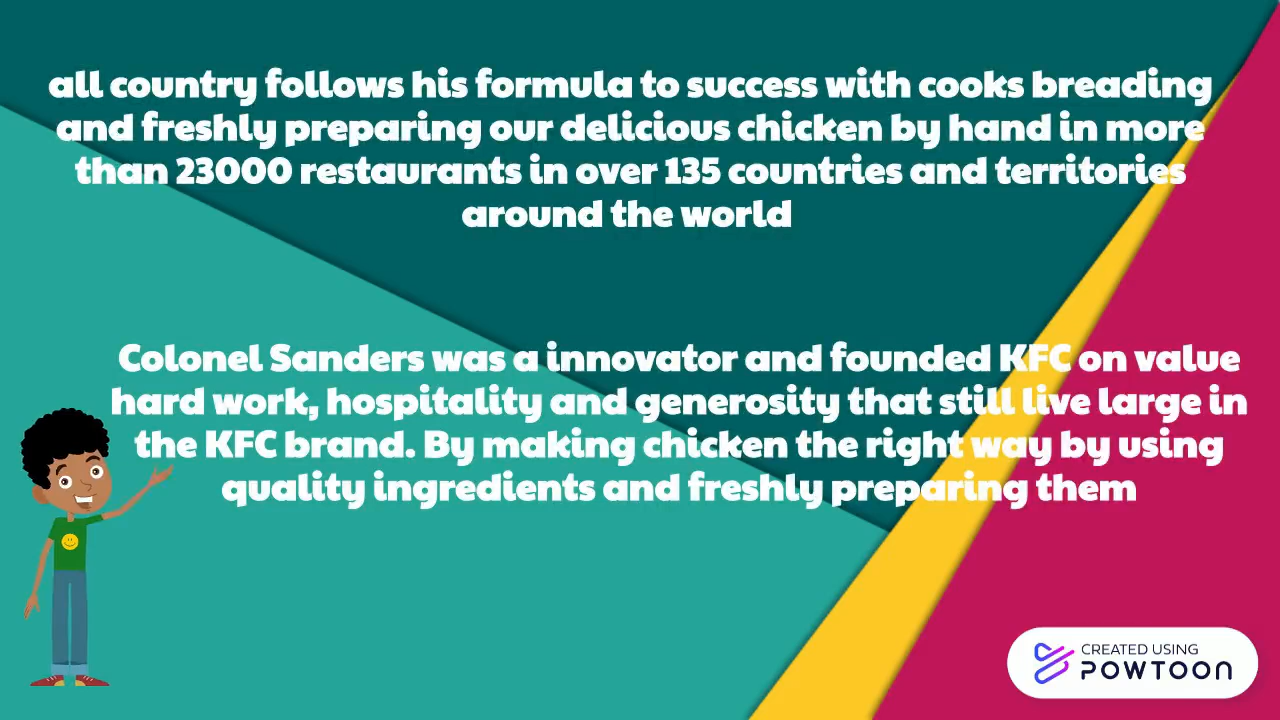 all country follows his formula to success with cooks breading
and freshly preparing our delicious chicken by hand in more
than 23000 restaurants in over 135 countries and territories
around the world
Colonel Sanders was a innovator and founded KFC on value
hard work, hospitality and generosity that still live large in
the KFC brand. By making chicken the right way by using
quality ingredients and freshly preparing them
CREATED USING
POWTOON